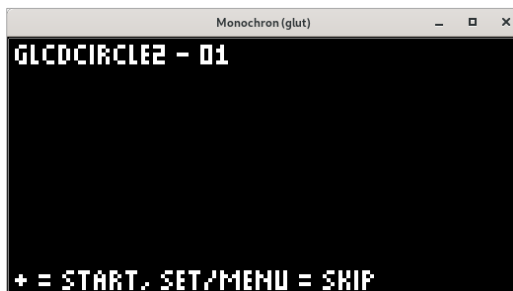 Monochron (glut)
GLCDCIRCLE2 - 01
+ = START, SET/MENU = SKIP